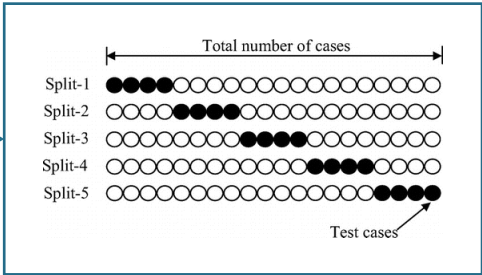 Total number of cases
Split-1
Split-2
Split-3
Split-4
Split-5
Test cases